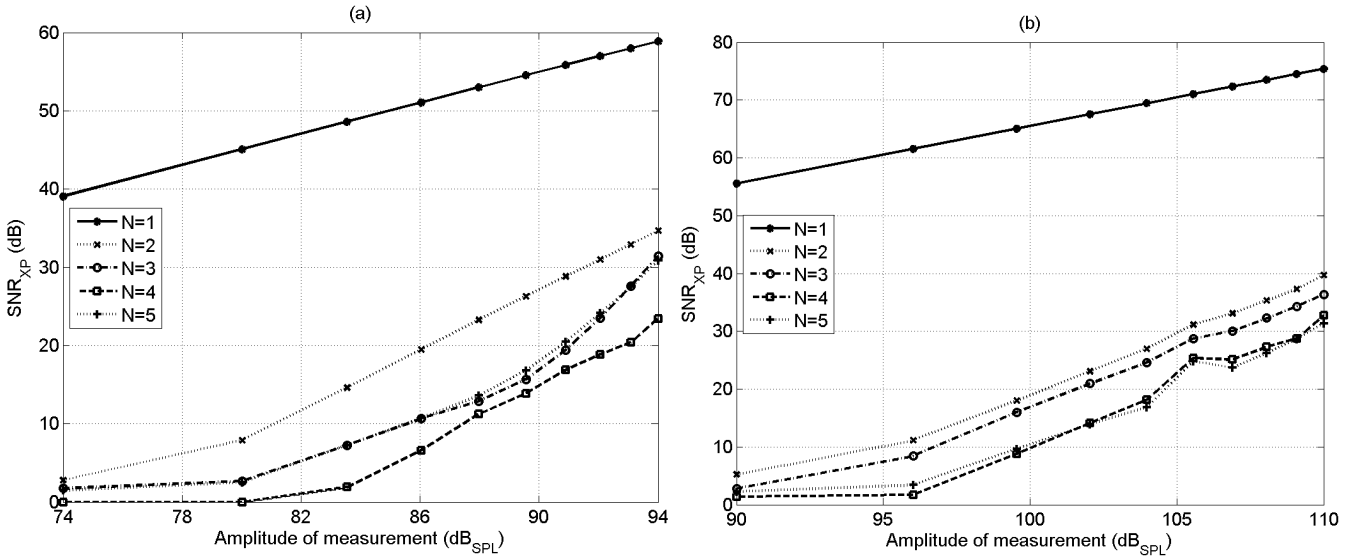 (a)
60
50
40
30
20
10
0
SNR_XP (dB)
N=1
N=2
N=3
N=4
N=5
74 78 82 86 90 94
Amplitude of measurement (dB_SPL)
(b)
80
70
60
50
40
30
20
10
0
SNR_XP (dB)
N=1
N=2
N=3
N=4
N=5
90 95 100 105 110
Amplitude of measurement (dB_SPL)